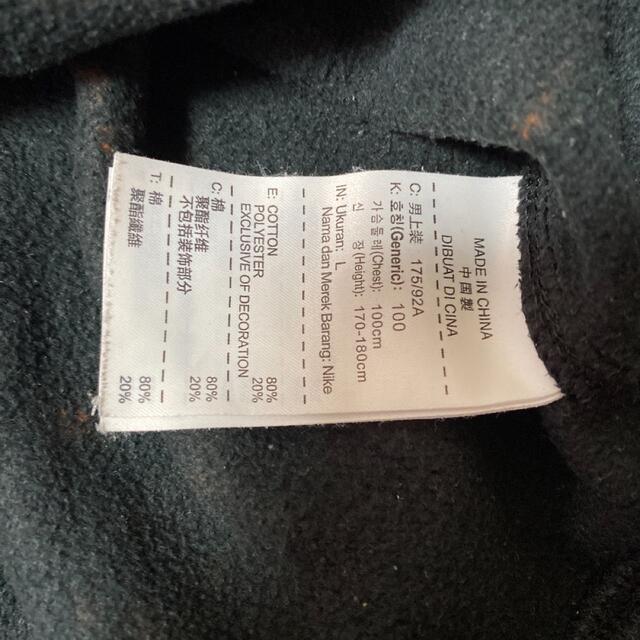 MADE IN CHINA
中国製
DIBUAT DI CINA
C: 男上装 175/92A
K: 호칭(Generic): 100
가슴둘레(Chest): 100cm
신 장(Height): 170-180cm
IN: Ukuran: L
Nama dan Merek Barang: Nike
E: COTTON 80%
POLYESTER 20%
EXCLUSIVE OF DECORATION
C: 棉 80%
聚酯纤维 20%
不包括装饰部分
T: 棉 80%
聚酯纖維 20%